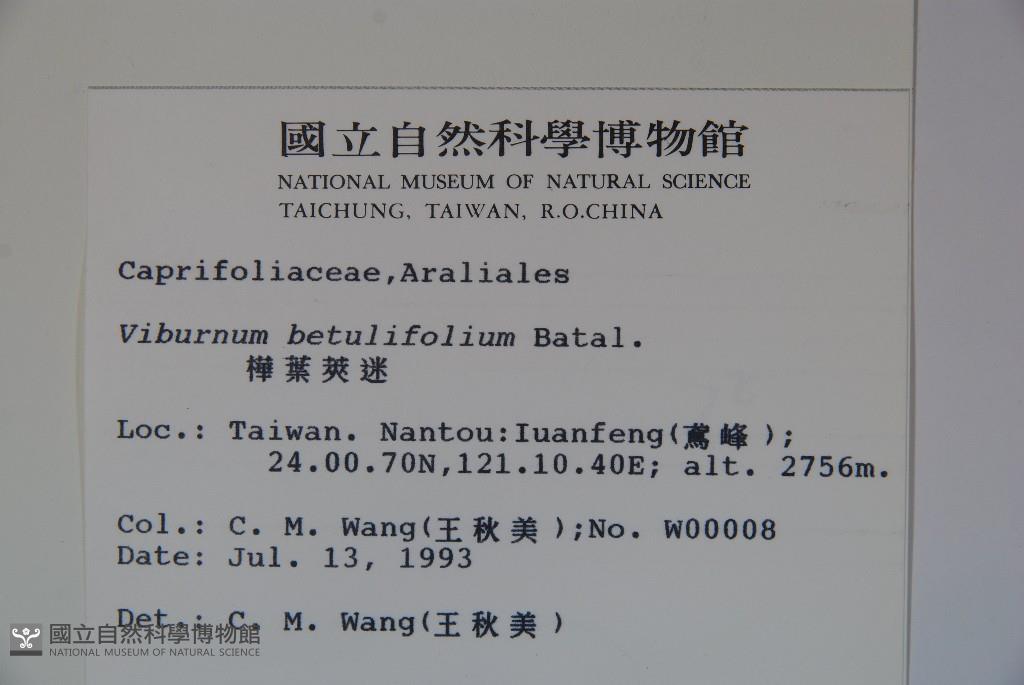 國立自然科學博物館
NATIONAL MUSEUM OF NATURAL SCIENCE
TAICHUNG, TAIWAN, R.O.CHINA
Caprifoliaceae,Araliales
Viburnum betulifolium Batal.
樺葉莢迷
Loc.: Taiwan. Nantou:Iuanfeng(鳶峰);
24.00.70N,121.10.40E; alt. 2756m.
Col.: C. M. Wang(王秋美);No. W00008
Date: Jul. 13, 1993
Det.: C. M. Wang(王秋美)
國立自然科學博物館
NATIONAL MUSEUM OF NATURAL SCIENCE